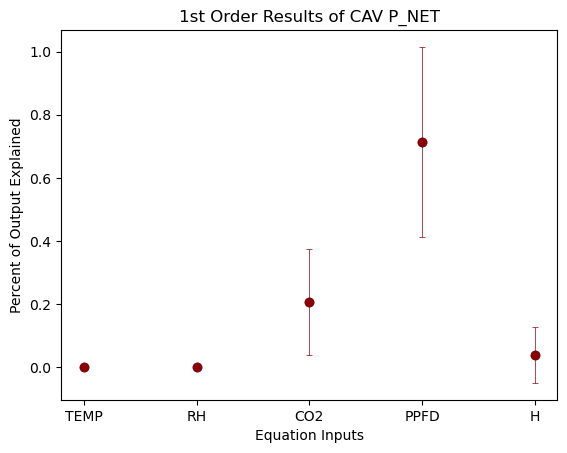 1st Order Results of CAV P_NET
Percent of Output Explained
1.0
0.8
0.6
0.4
0.2
0.0
TEMP RH CO2 PPFD H
Equation Inputs